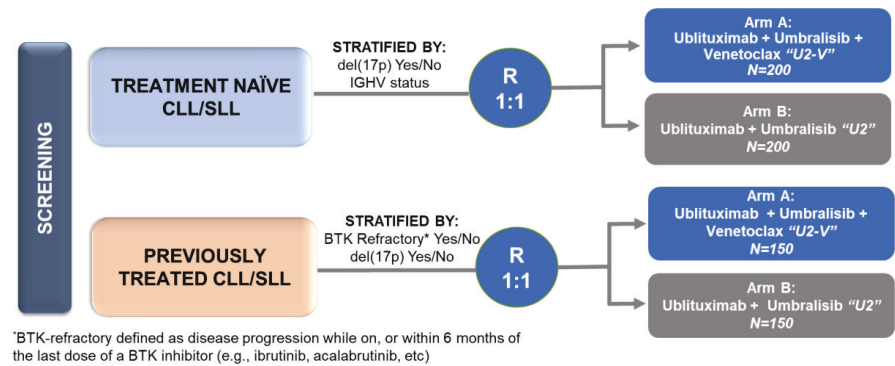 SCREENING
TREATMENT NAÏVE
CLL/SLL
STRATIFIED BY:
del(17p) Yes/No
IGHV status
R
1:1
Arm A:
Ublituximab + Umbralisib +
Venetoclax “U2-V”
N=200
Arm B:
Ublituximab + Umbralisib “U2”
N=200
PREVIOUSLY
TREATED CLL/SLL
STRATIFIED BY:
BTK Refractory* Yes/No
del(17p) Yes/No
R
1:1
Arm A:
Ublituximab + Umbralisib +
Venetoclax “U2-V”
N=150
Arm B:
Ublituximab + Umbralisib “U2”
N=150
*BTK-refractory defined as disease progression while on, or within 6 months of
the last dose of a BTK inhibitor (e.g., ibrutinib, acalabrutinib, etc)